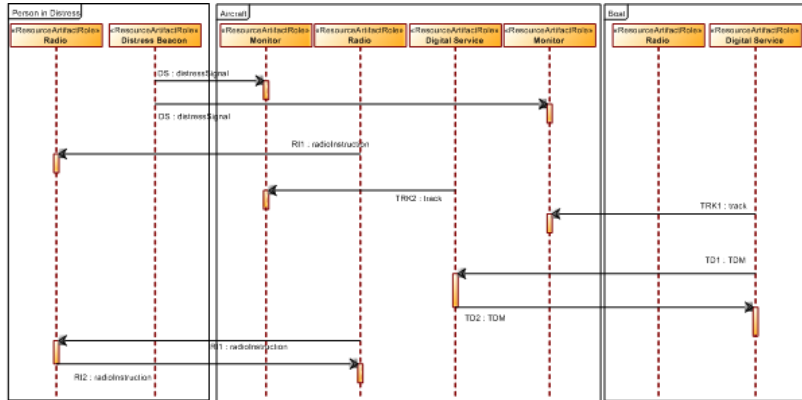 Person in Distress
Aircraft
Boat
«ResourceArtifactRole»
Radio
«ResourceArtifactRole»
Distress Beacon
«ResourceArtifactRole»
Monitor
«ResourceArtifactRole»
Radio
«ResourceArtifactRole»
Digital Service
«ResourceArtifactRole»
Monitor
«ResourceArtifactRole»
Radio
«ResourceArtifactRole»
Digital Service
DS : distressSignal
DS : distressSignal
RI1 : radioInstruction
TRK2 : track
TRK1 : track
TD1 : TDM
TD2 : TDM
RI1 : radioInstruction
RI2 : radioInstruction